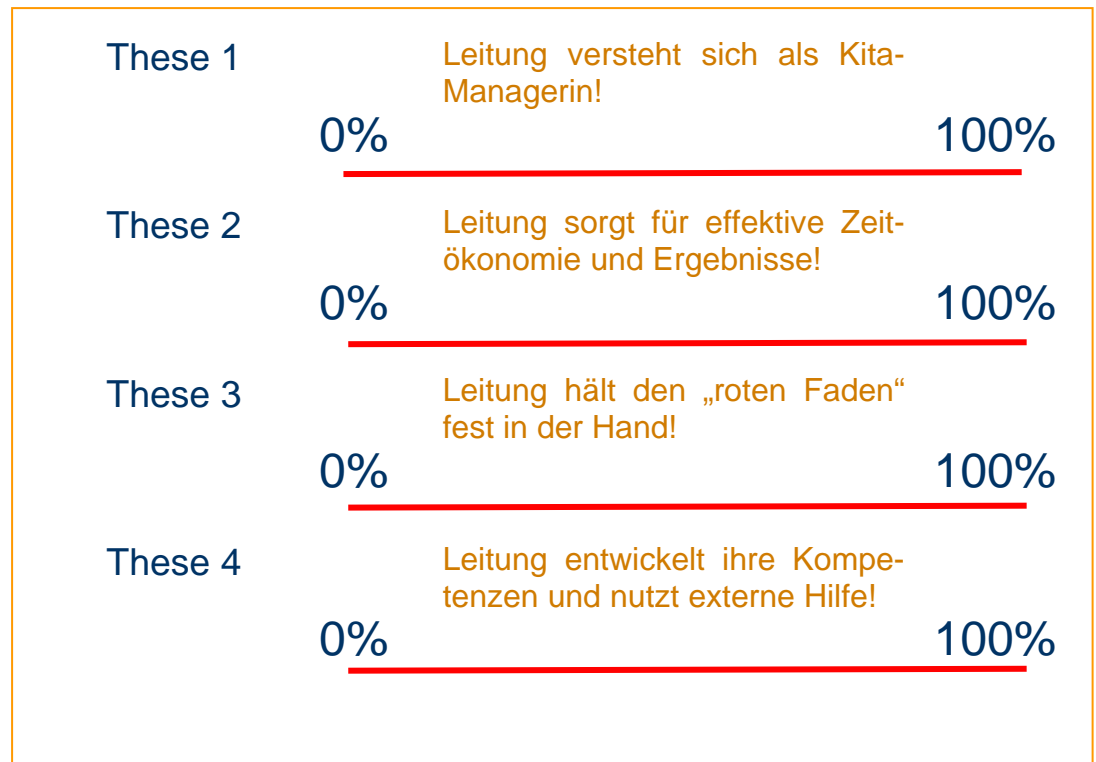 These 1 Leitung versteht sich als Kita-
Managerin!
0% 100%
These 2 Leitung sorgt für effektive Zeit-
ökonomie und Ergebnisse!
0% 100%
These 3 Leitung hält den „roten Faden“
fest in der Hand!
0% 100%
These 4 Leitung entwickelt ihre Kompe-
tenzen und nutzt externe Hilfe!
0% 100%